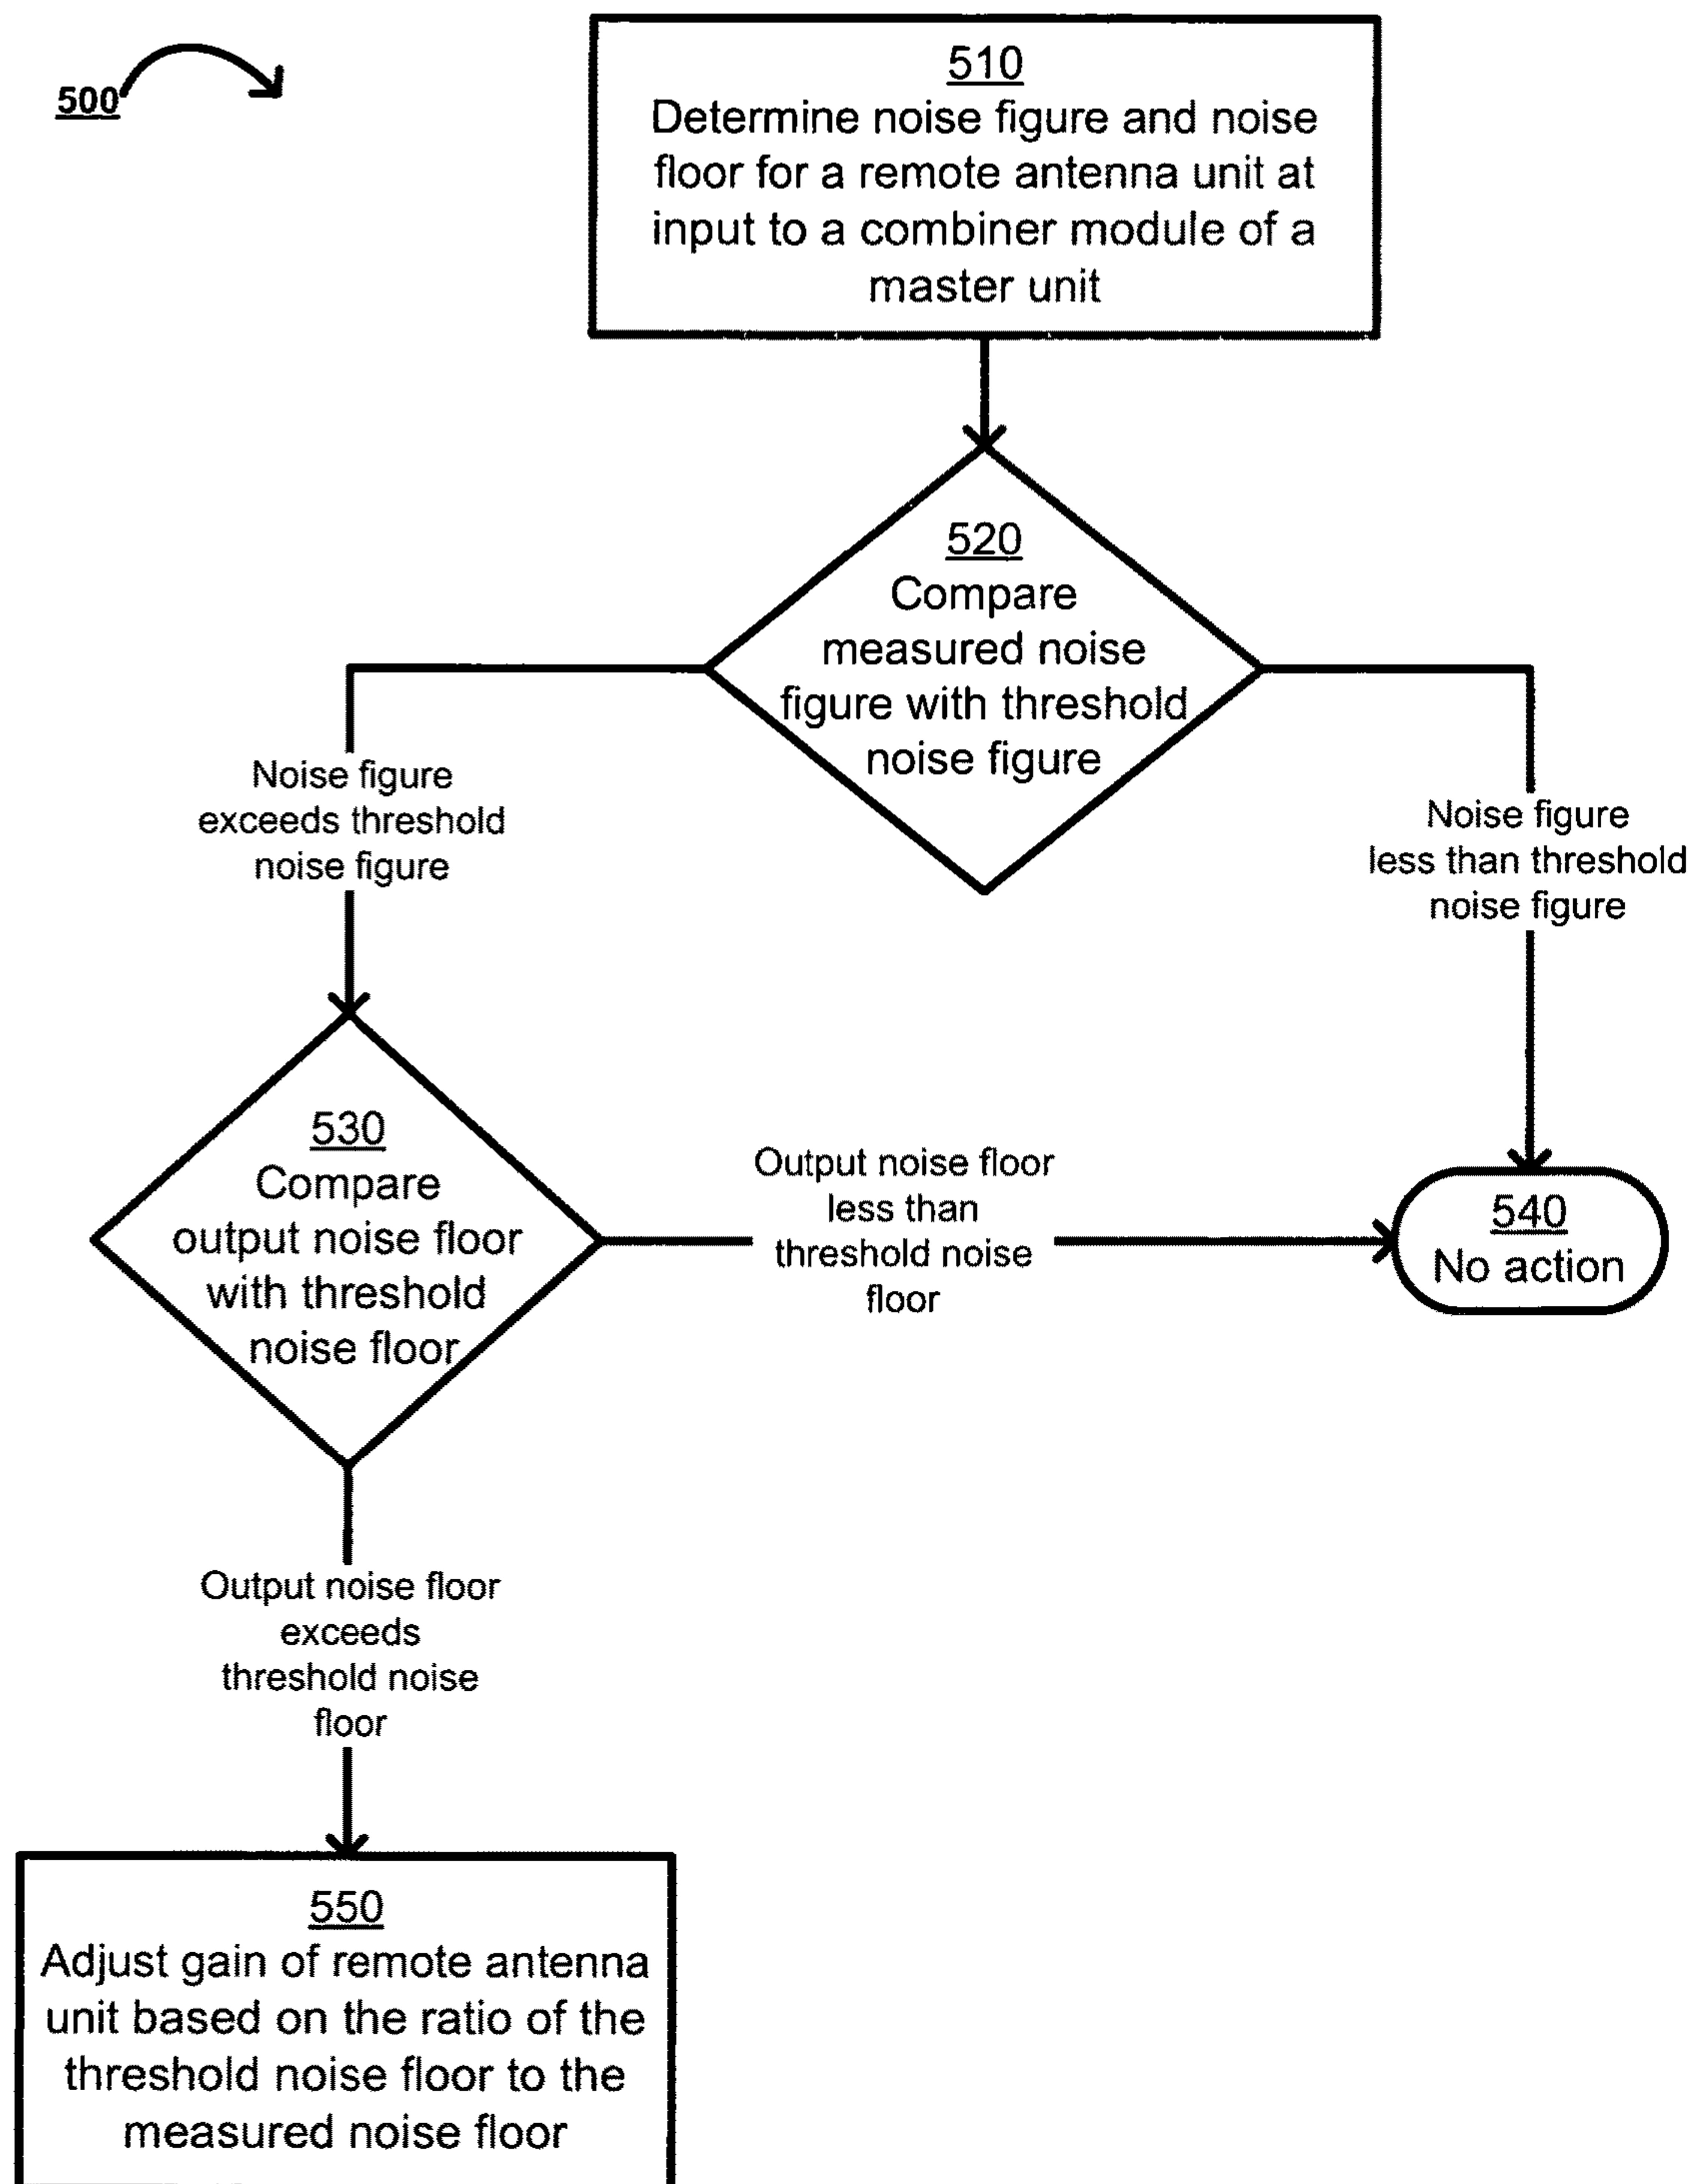 500
510
Determine noise figure and noise
floor for a remote antenna unit at
input to a combiner module of a
master unit
520
Compare
measured noise
figure with threshold
noise figure
Noise figure
exceeds threshold
noise figure
Noise figure
less than threshold
noise figure
530
Compare
output noise floor
with threshold
noise floor
Output noise floor
less than
threshold noise
floor
540
No action
Output noise floor
exceeds
threshold noise
floor
550
Adjust gain of remote antenna
unit based on the ratio of the
threshold noise floor to the
measured noise floor